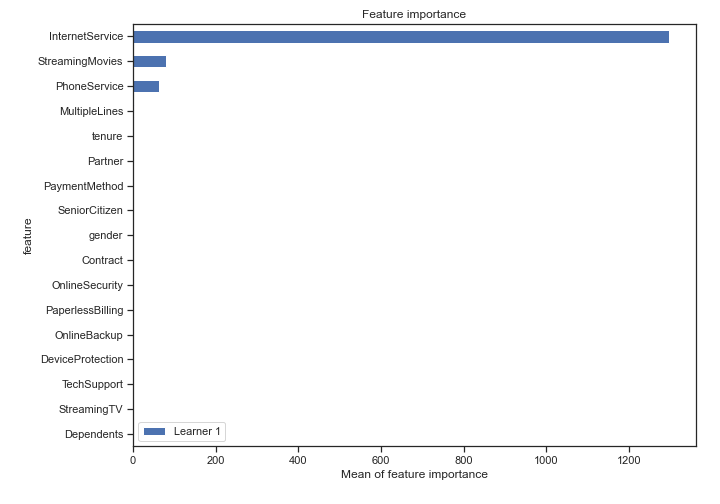 Feature importance
InternetService
StreamingMovies
PhoneService
MultipleLines
tenure
Partner
PaymentMethod
SeniorCitizen
gender
Contract
OnlineSecurity
PaperlessBilling
OnlineBackup
DeviceProtection
TechSupport
StreamingTV
Dependents
feature
Learner 1
0 200 400 600 800 1000 1200
Mean of feature importance